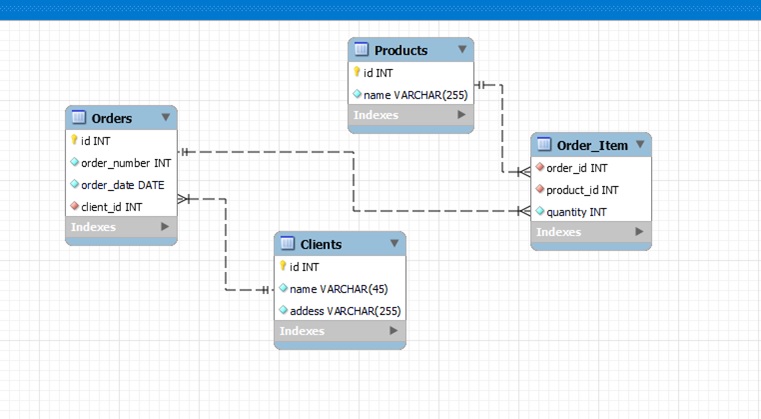 Products
id INT
name VARCHAR(255)
Indexes
Orders
id INT
order_number INT
order_date DATE
client_id INT
Indexes
Order_Item
order_id INT
product_id INT
quantity INT
Indexes
Clients
id INT
name VARCHAR(45)
addess VARCHAR(255)
Indexes